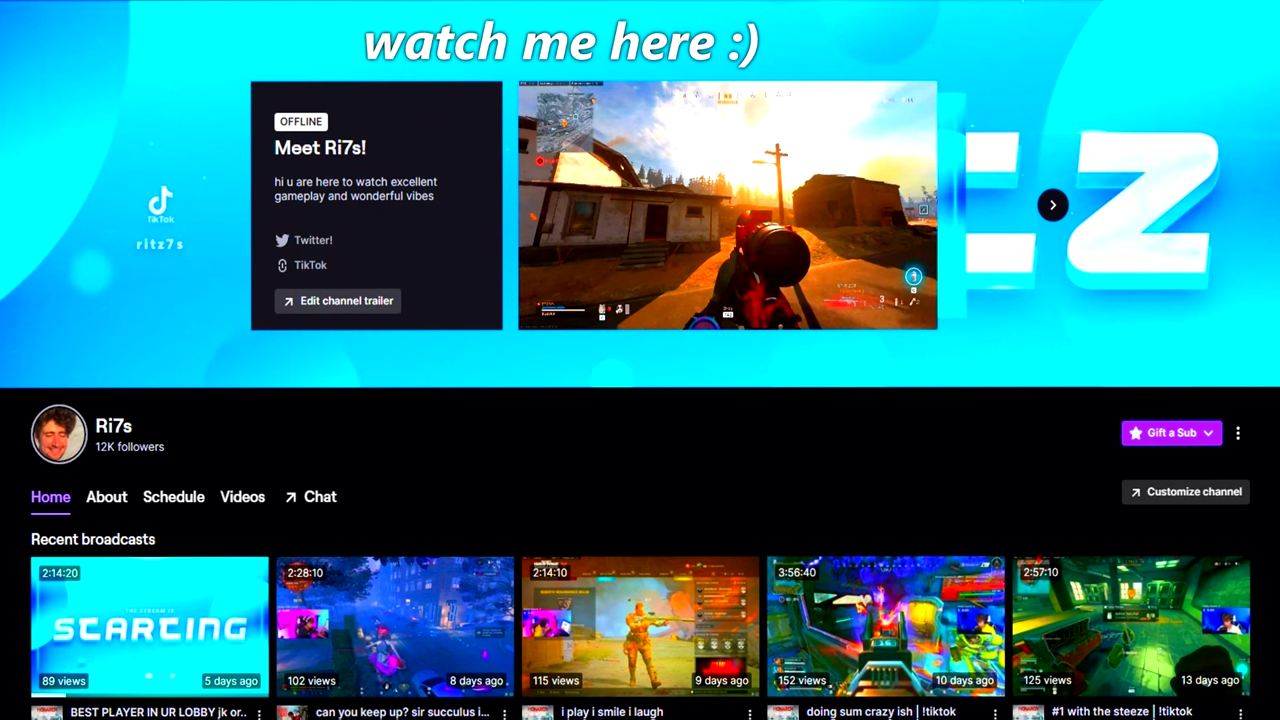 watch me here :)
OFFLINE
Meet Ri7s!
hi u are here to watch excellent
gameplay and wonderful vibes
Twitter!
TikTok
Edit channel trailer
TikTok
ritz7s
Z
Ri7s
12K followers
Gift a Sub
Home About Schedule Videos Chat
Customize channel
Recent broadcasts
2:14:20 2:28:10 2:14:10 3:56:40 2:57:10
THE STREAM IS
STARTING
89 views 5 days ago 102 views 8 days ago 115 views 9 days ago 152 views 10 days ago 125 views 13 days ago
BEST PLAYER IN UR LOBBY jk or.. can you keep up? sir succulus i... i play i smile i laugh doing sum crazy ish | !tiktok #1 with the steeze | !tiktok